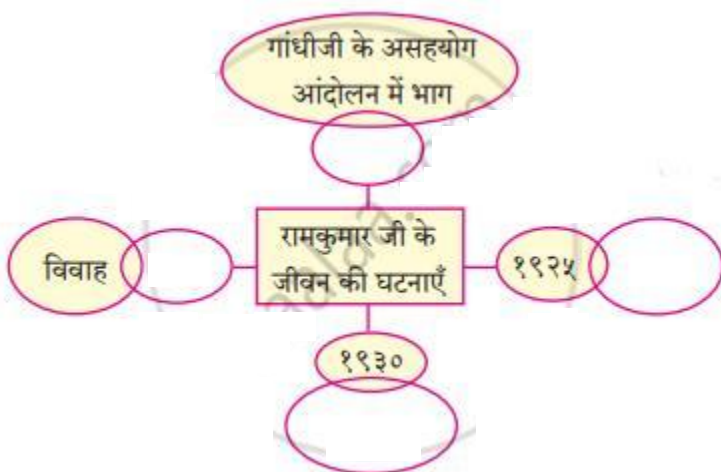 गांधीजी के असहयोग
आंदोलन में भाग
विवाह
रामकुमार जी के
जीवन की घटनाएँ
१९२५
१९३०